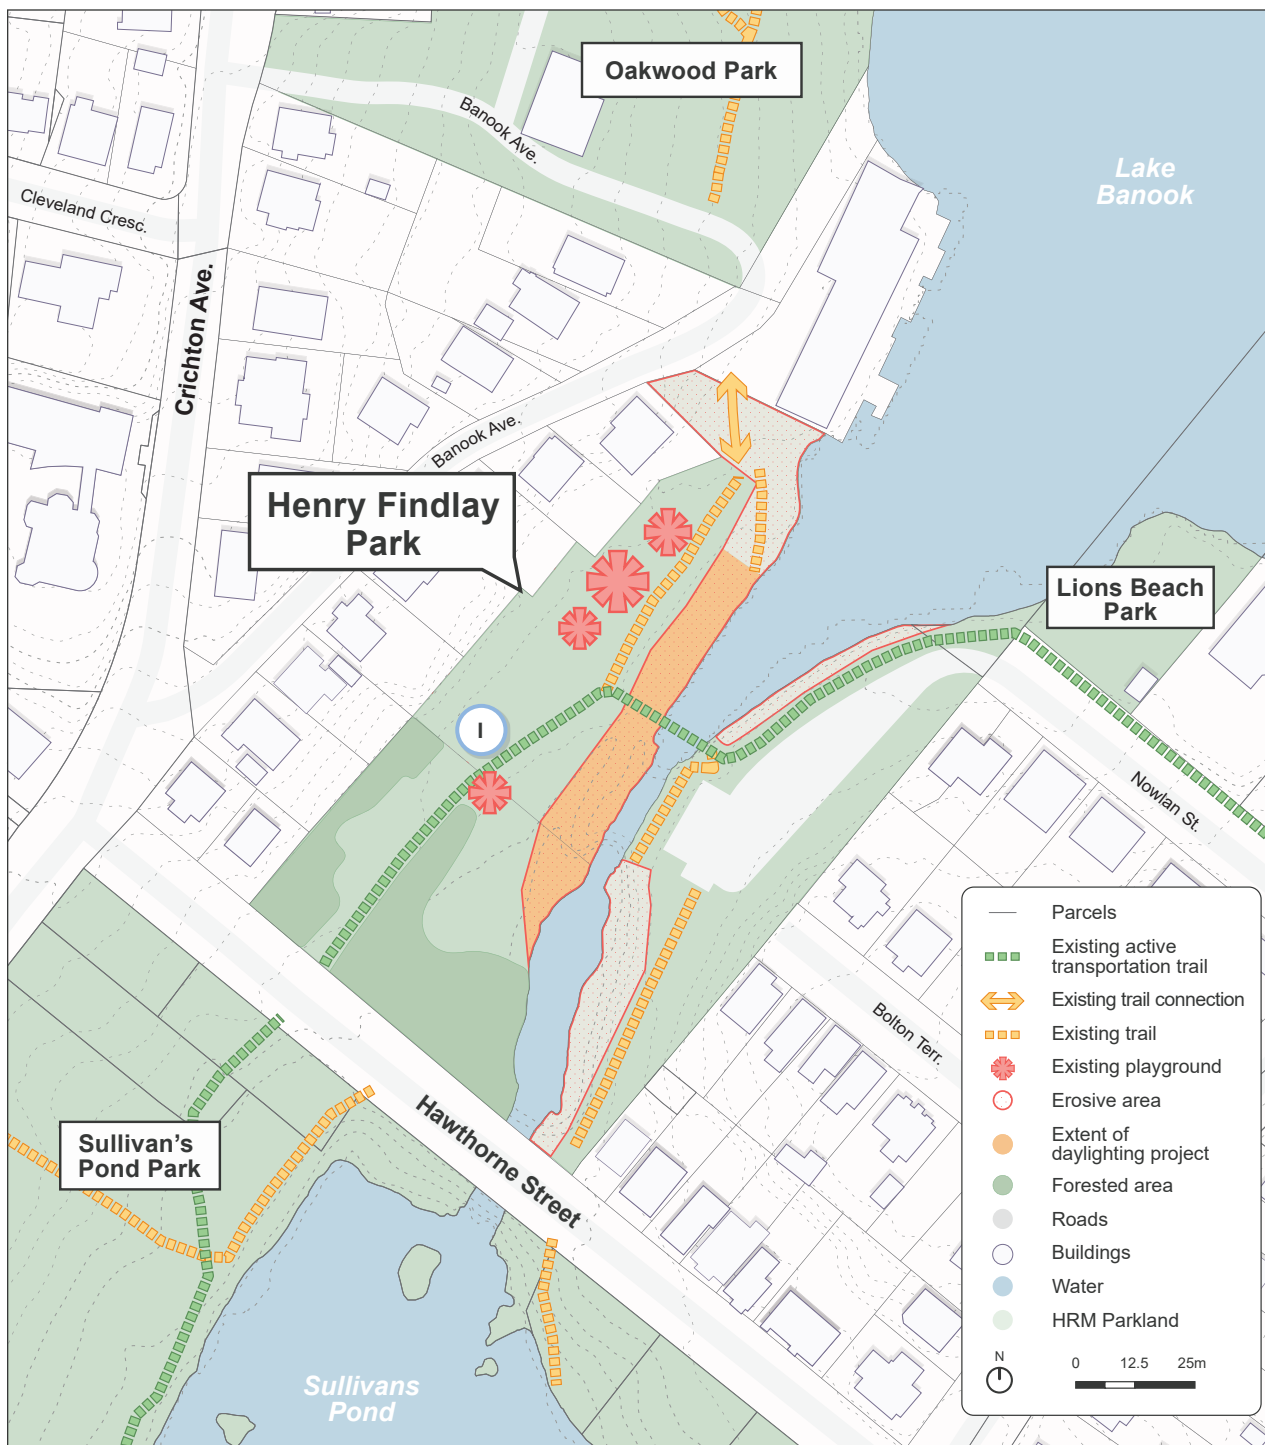 Oakwood Park
Banook Ave.
Lake
Banook
Cleveland Cresc.
Crichton Ave.
Banook Ave.
Henry Findlay
Park
Lions Beach
Park
I
Nowlan St.
Bolton Terr.
Hawthorne Street
Sullivan’s
Pond Park
Sullivans
Pond
Parcels
Existing active
transportation trail
Existing trail connection
Existing trail
Existing playground
Erosive area
Extent of
daylighting project
Forested area
Roads
Buildings
Water
HRM Parkland
N
0 12.5 25m